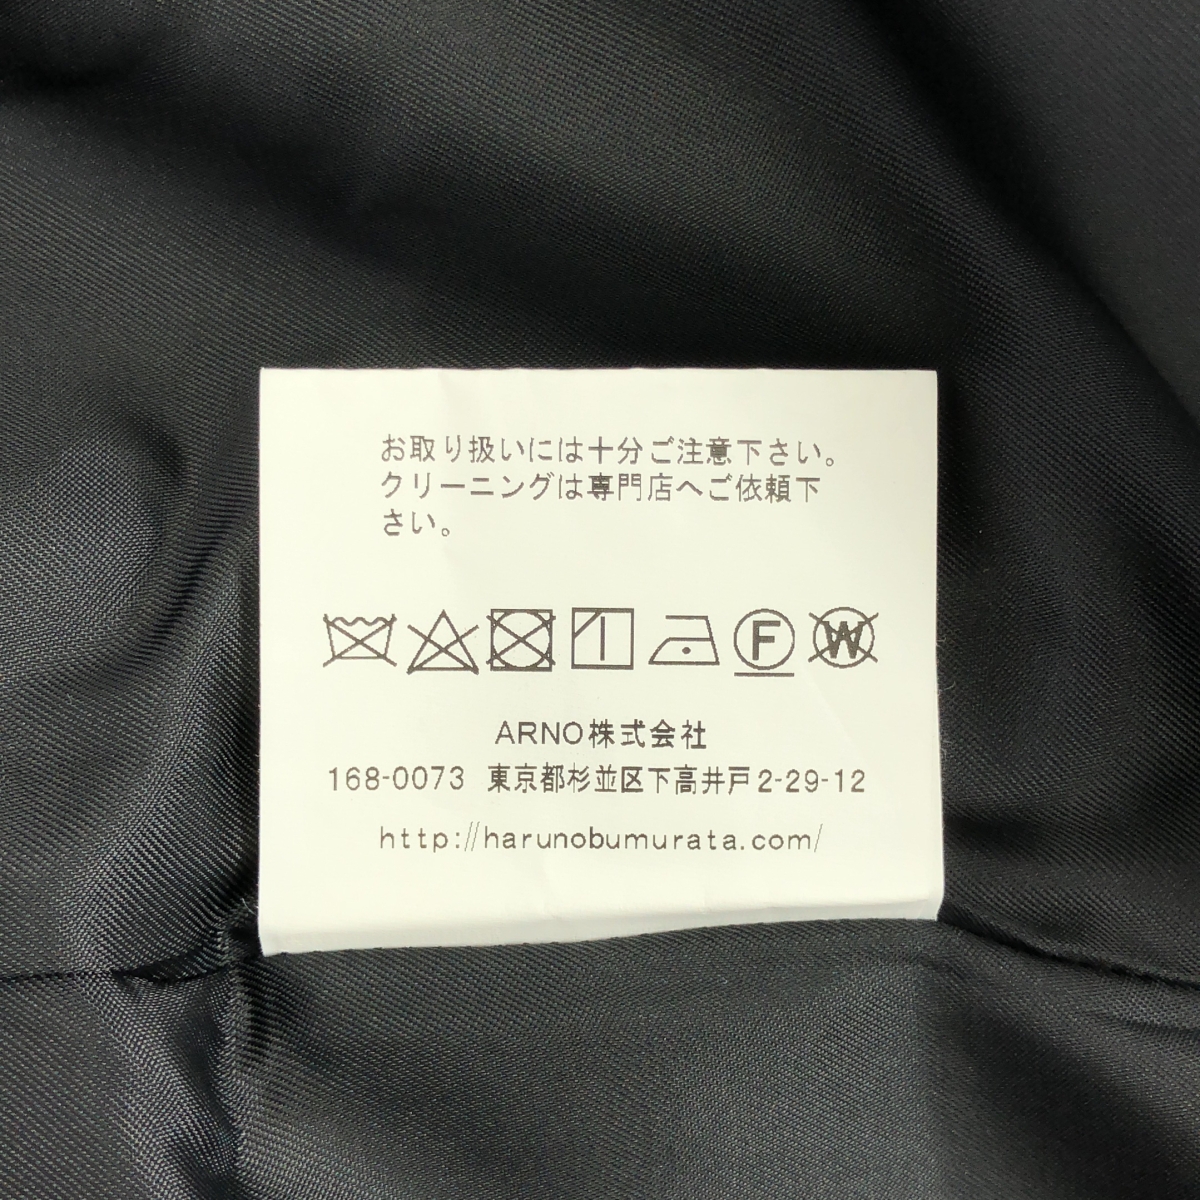 お取り扱いには十分ご注意下さい。
クリーニングは専門店へご依頼下
さい。
F W
ARNO株式会社
168-0073 東京都杉並区下高井戸2-29-12
http://harunobumurata.com/